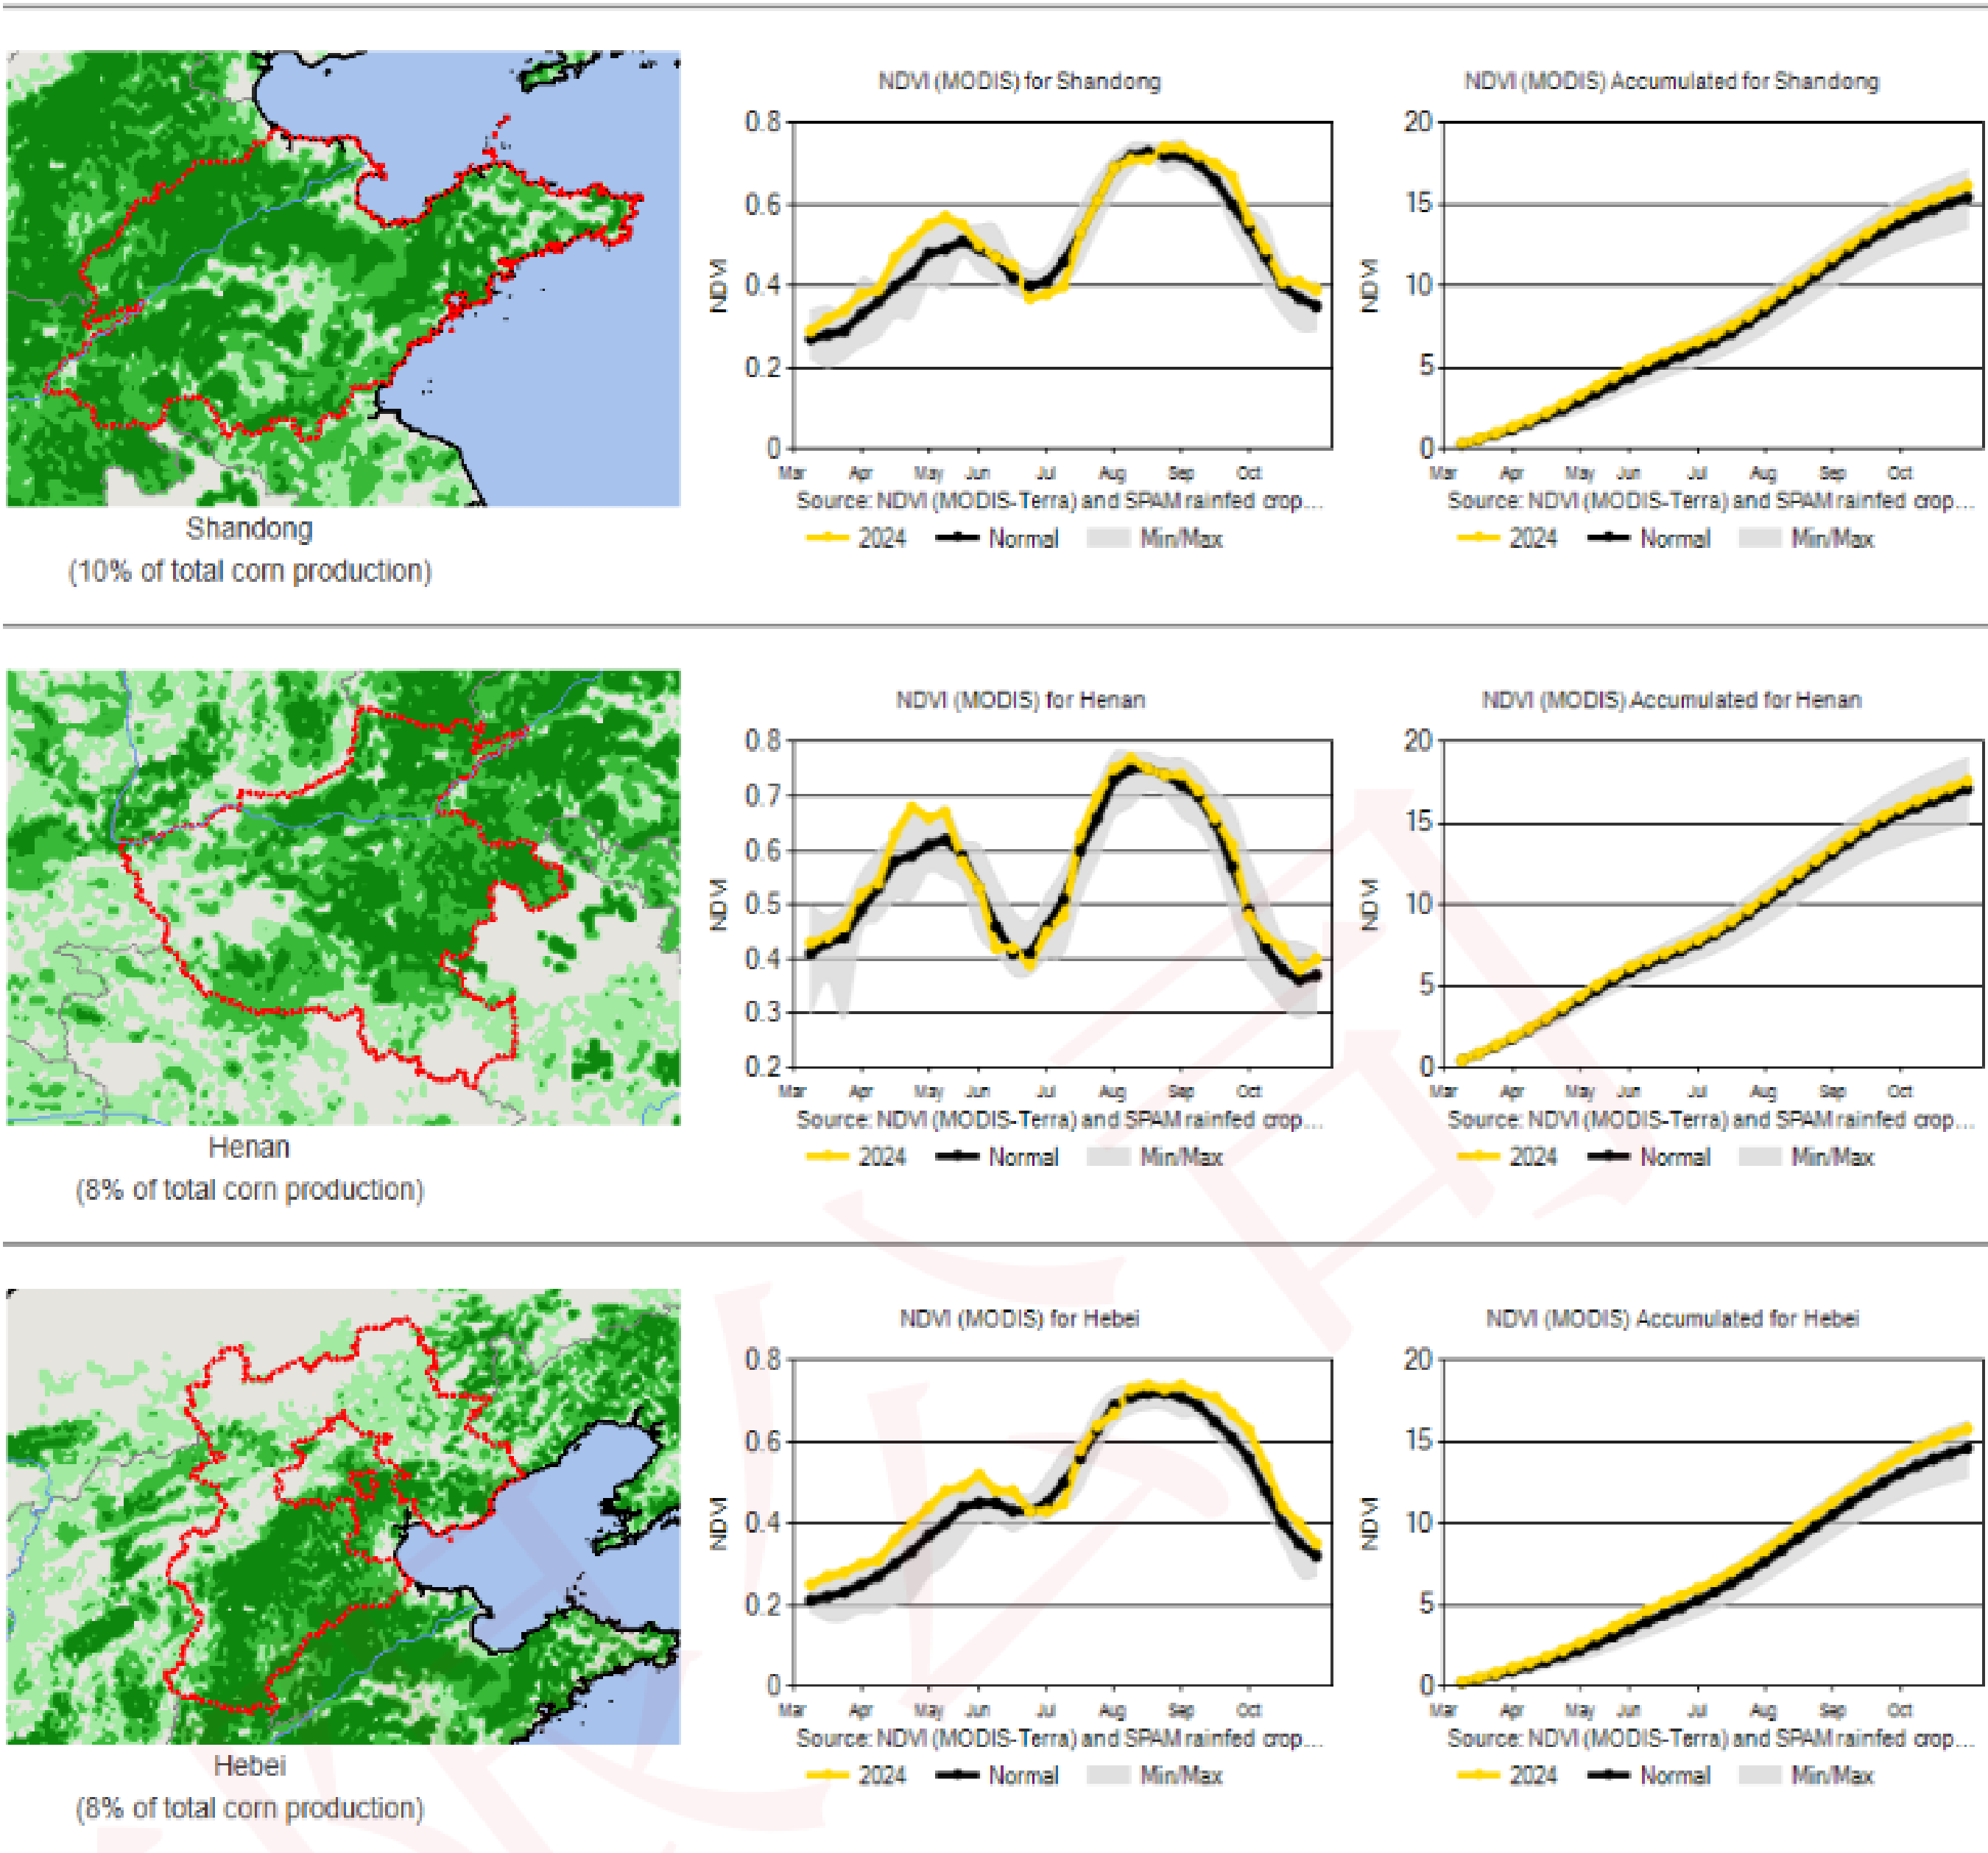 NDVI (MODIS) for Shandong
0.8
0.6
0.4
0.2
0
NDVI
Mar Apr May Jun Jul Aug Sep Oct
Source: NDVI (MODIS-Terra) and SPAM rainfed crop...
2024 Normal Min/Max
NDVI (MODIS) Accumulated for Shandong
20
15
10
5
0
NDVI
Mar Apr May Jun Jul Aug Sep Oct
Source: NDVI (MODIS-Terra) and SPAM rainfed crop...
2024 Normal Min/Max
Shandong
(10% of total corn production)
NDVI (MODIS) for Henan
0.8
0.7
0.6
0.5
0.4
0.3
0.2
NDVI
Mar Apr May Jun Jul Aug Sep Oct
Source: NDVI (MODIS-Terra) and SPAM rainfed crop...
2024 Normal Min/Max
NDVI (MODIS) Accumulated for Henan
20
15
10
5
0
NDVI
Mar Apr May Jun Jul Aug Sep Oct
Source: NDVI (MODIS-Terra) and SPAM rainfed crop...
2024 Normal Min/Max
Henan
(8% of total corn production)
NDVI (MODIS) for Hebei
0.8
0.6
0.4
0.2
0
NDVI
Mar Apr May Jun Jul Aug Sep Oct
Source: NDVI (MODIS-Terra) and SPAM rainfed crop...
2024 Normal Min/Max
NDVI (MODIS) Accumulated for Hebei
20
15
10
5
0
NDVI
Mar Apr May Jun Jul Aug Sep Oct
Source: NDVI (MODIS-Terra) and SPAM rainfed crop...
2024 Normal Min/Max
Hebei
(8% of total corn production)